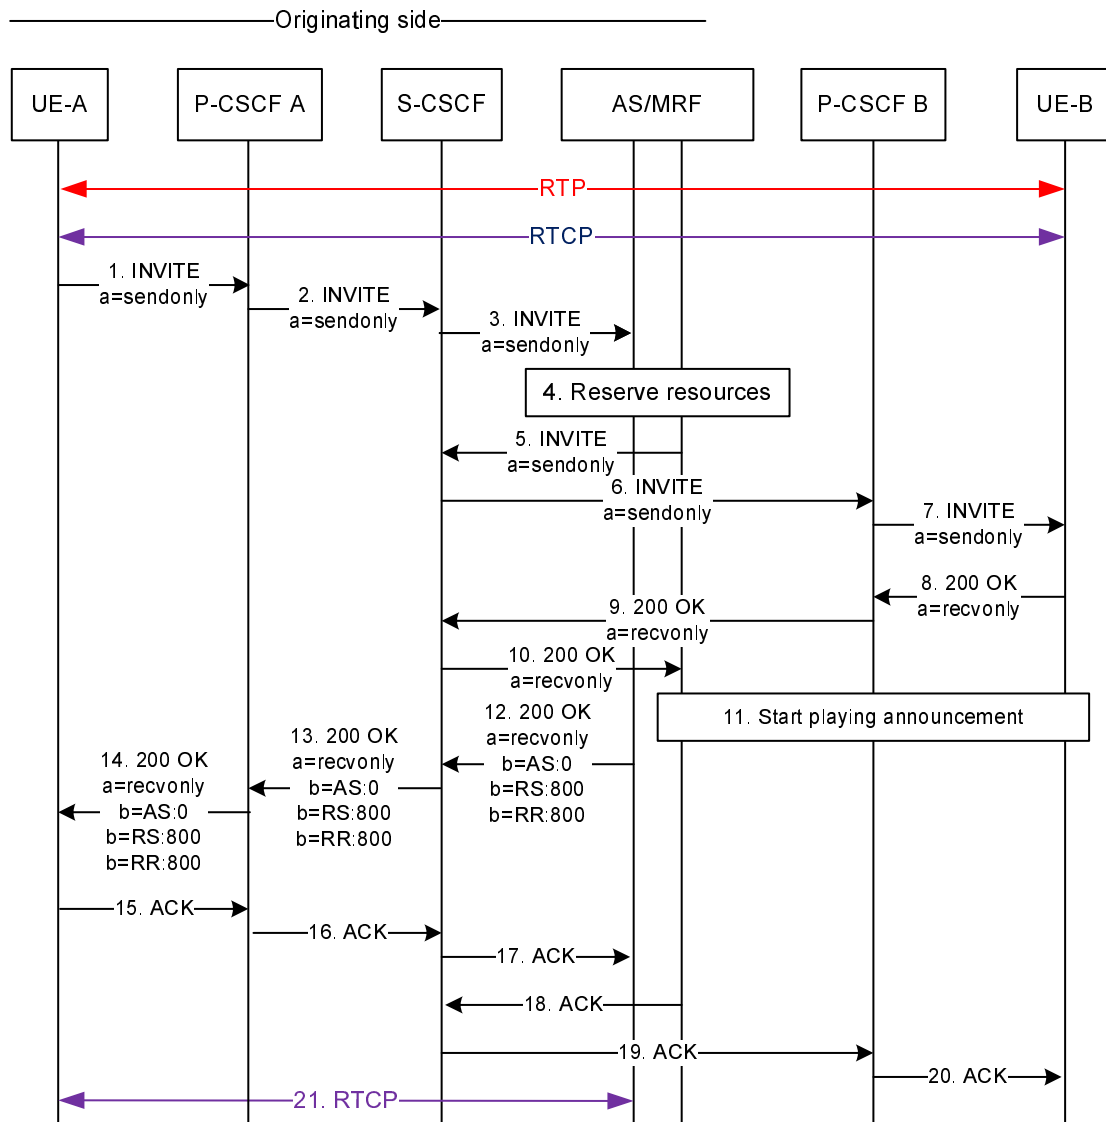 Originating side
UE-A
P-CSCF A
S-CSCF
AS/MRF
P-CSCF B
UE-B
RTP
RTCP
1. INVITE
a=sendonly
2. INVITE
a=sendonly
3. INVITE
a=sendonly
4. Reserve resources
5. INVITE
a=sendonly
6. INVITE
a=sendonly
7. INVITE
a=sendonly
8. 200 OK
a=recvonly
9. 200 OK
a=recvonly
10. 200 OK
a=recvonly
11. Start playing announcement
12. 200 OK
a=recvonly
b=AS:0
b=RS:800
b=RR:800
13. 200 OK
a=recvonly
b=AS:0
b=RS:800
b=RR:800
14. 200 OK
a=recvonly
b=AS:0
b=RS:800
b=RR:800
15. ACK
16. ACK
17. ACK
18. ACK
19. ACK
20. ACK
21. RTCP